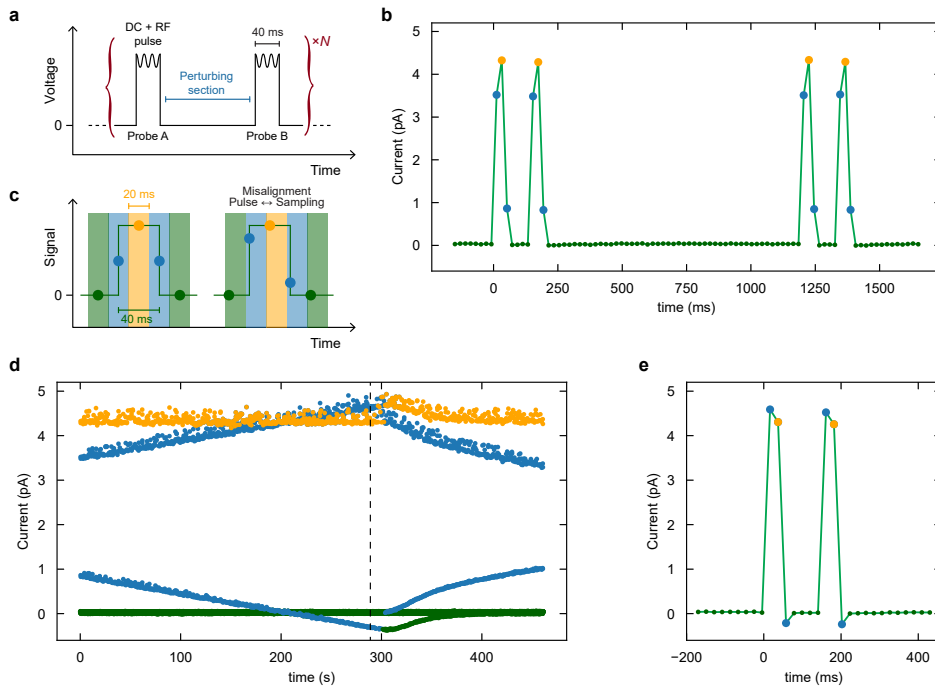 a
DC + RF
pulse
40 ms
×N
Perturbing
section
Voltage
0
Probe A
Probe B
Time
b
5
4
3
2
1
0
Current (pA)
0
250
500
750
1000
1250
1500
time (ms)
c
20 ms
Misalignment
Pulse ↔ Sampling
Signal
0
40 ms
Time
d
5
4
3
2
1
0
Current (pA)
0
100
200
300
400
time (s)
e
5
4
3
2
1
0
Current (pA)
−200
0
200
400
time (ms)